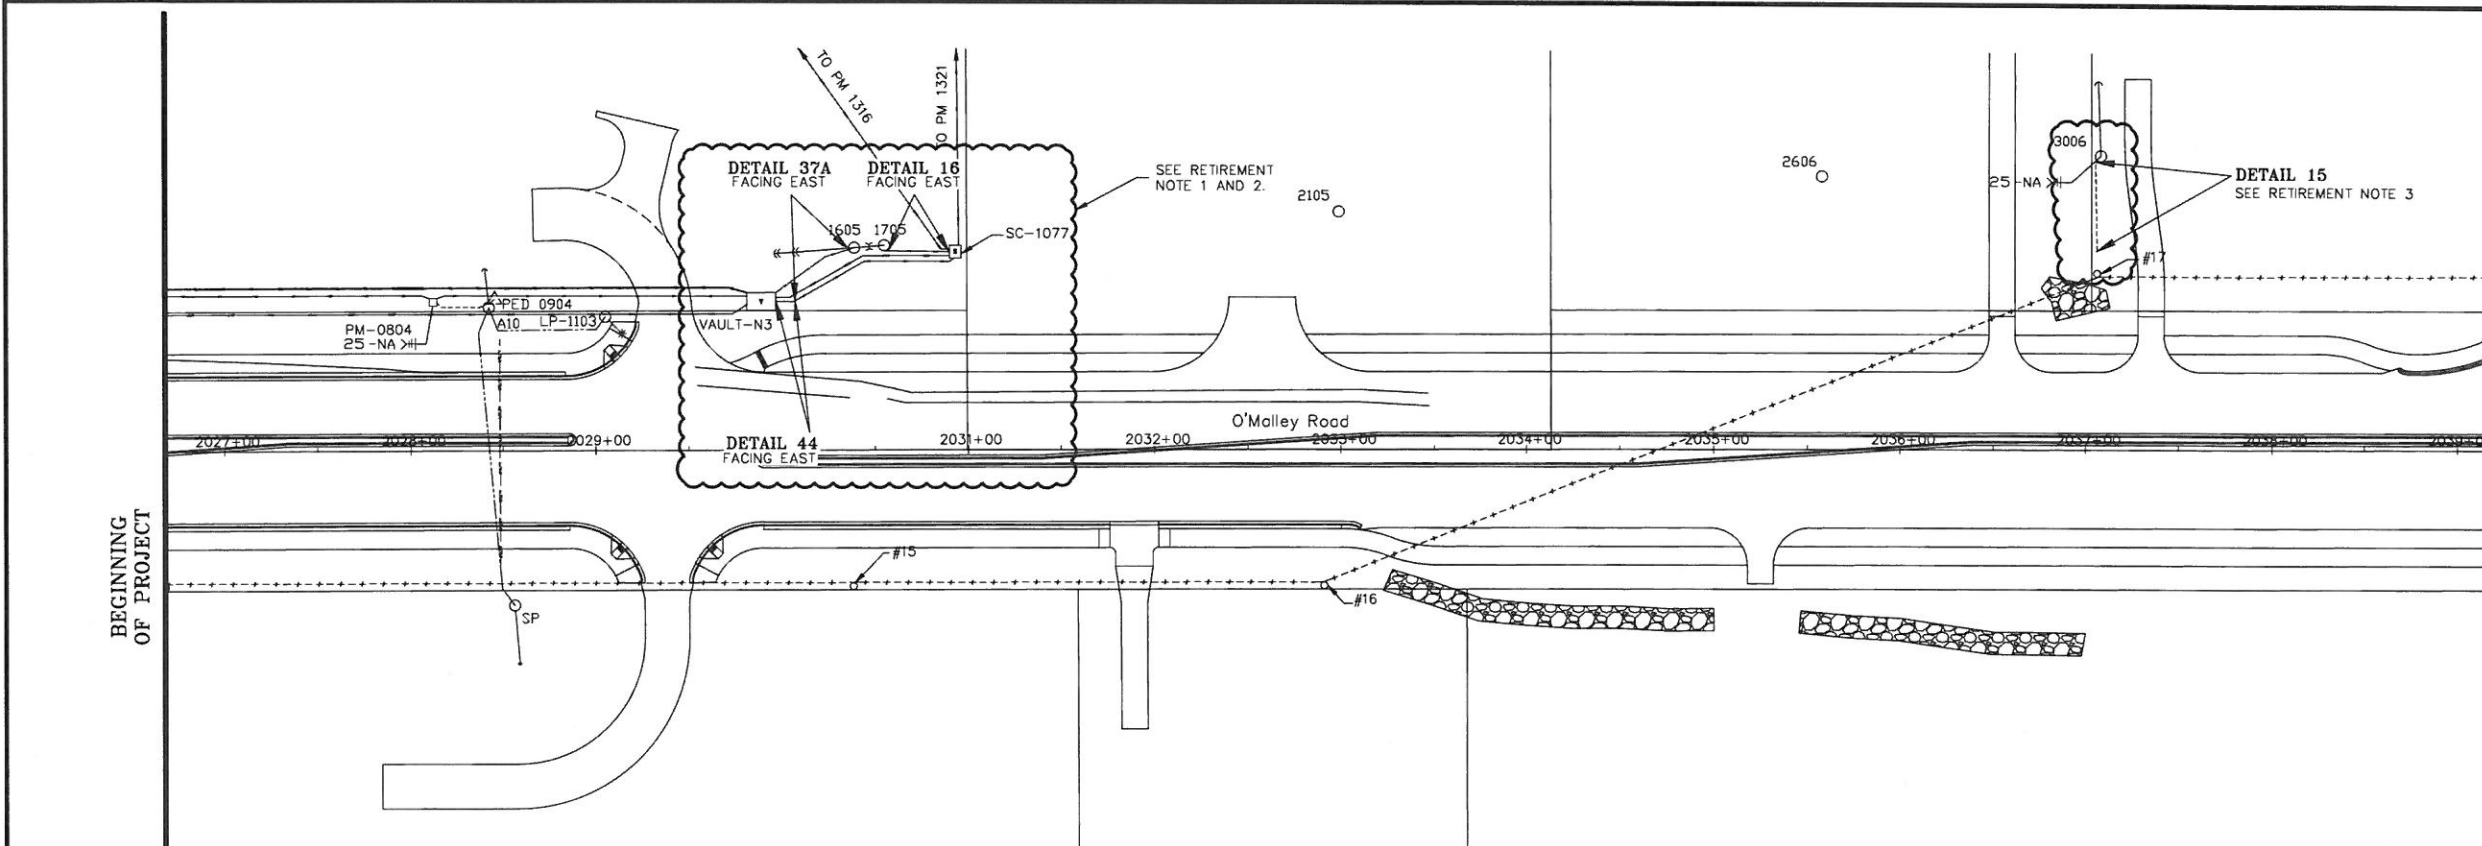 TO PM 1316
TO PM 1321
DETAIL 37A
FACING EAST
DETAIL 16
FACING EAST
SEE RETIREMENT
NOTE 1 AND 2.
2105
2606
3006
25-NA
DETAIL 15
SEE RETIREMENT NOTE 3
1605
1705
SC-1077
#17
PED 0904
A10
LP-1103
PM-0804
25-NA
VAULT-N3
O'Malley Road
DETAIL 44
FACING EAST
2027+00
2028+00
2029+00
2031+00
2032+00
2033+00
2034+00
2035+00
2036+00
2037+00
2038+00
2039+0
#15
#16
SP
BEGINNING
OF PROJECT